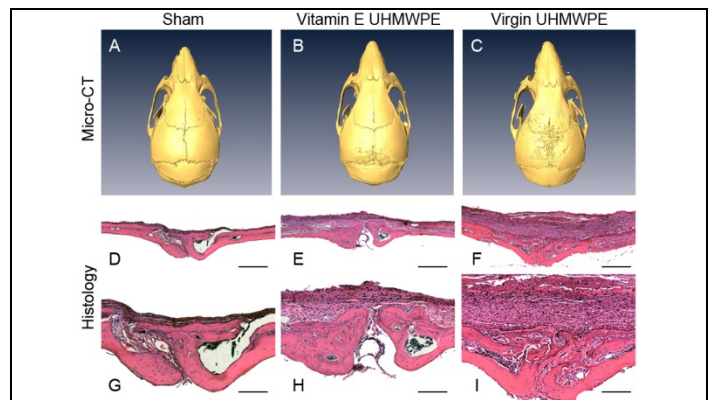 Sham Vitamin E UHMWPE Virgin UHMWPE
Micro-CT
A B C
Histology
D E F
G H I